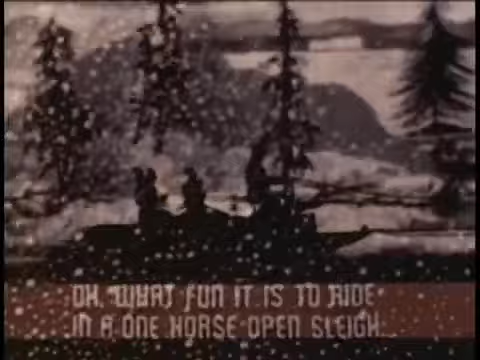 OH, WHAT FUN IT IS TO RIDE
IN A ONE HORSE OPEN SLEIGH..